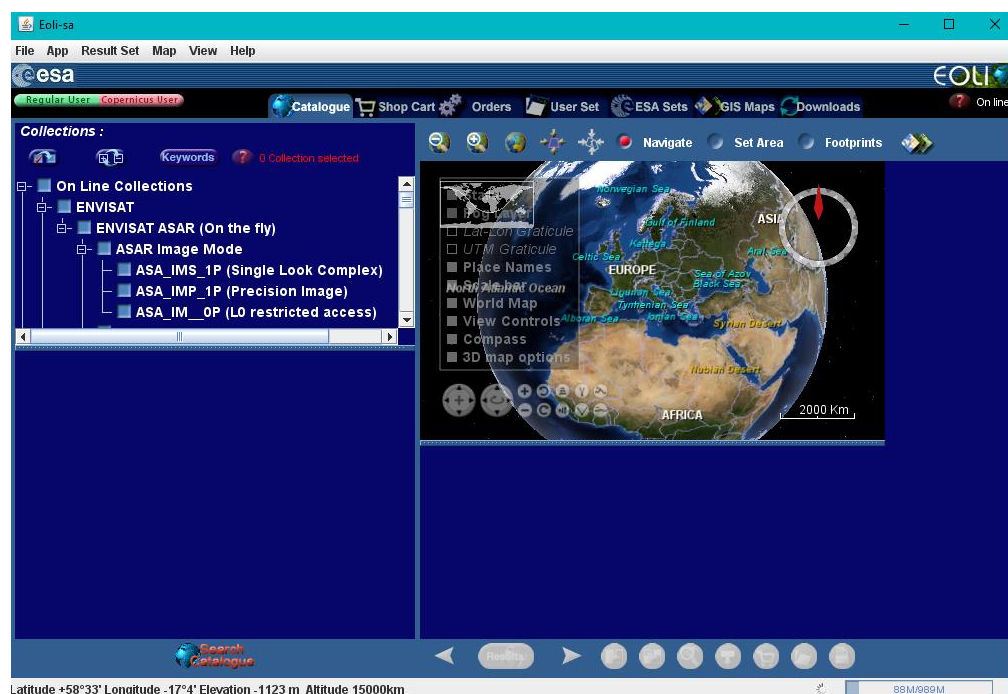 Eoli-sa
File App Result Set Map View Help
esa
EOLI
Regular User Copernicus User
Catalogue Shop Cart Orders User Set ESA Sets GIS Maps Downloads
On line
Collections :
Keywords ? 0 Collection selected
Navigate Set Area Footprints
On Line Collections
ENVISAT
ENVISAT ASAR (On the fly)
ASAR Image Mode
ASA_IMS_1P (Single Look Complex)
ASA_IMP_1P (Precision Image)
ASA_IM__0P (L0 restricted access)
Fog Layer
Lat-Lon Graticule
UTM Graticule
Place Names
Scale bar
World Map
View Controls
Compass
3D map options
Norwegian Sea
Gulf of Finland
ASIA
Kattega
Celtic Sea
Aral Sea
EUROPE
Sea of Azov
Black Sea
North Atlantic Ocean
Ligurian Sea
Tyrrhenian Sea
Alboran Sea
Ionian Sea
Syrian Desert
Nubian Desert
AFRICA
2000 Km
Search
Catalogue
Results
Latitude +58°33' Longitude -17°4' Elevation -1123 m Altitude 15000km
88M/989M